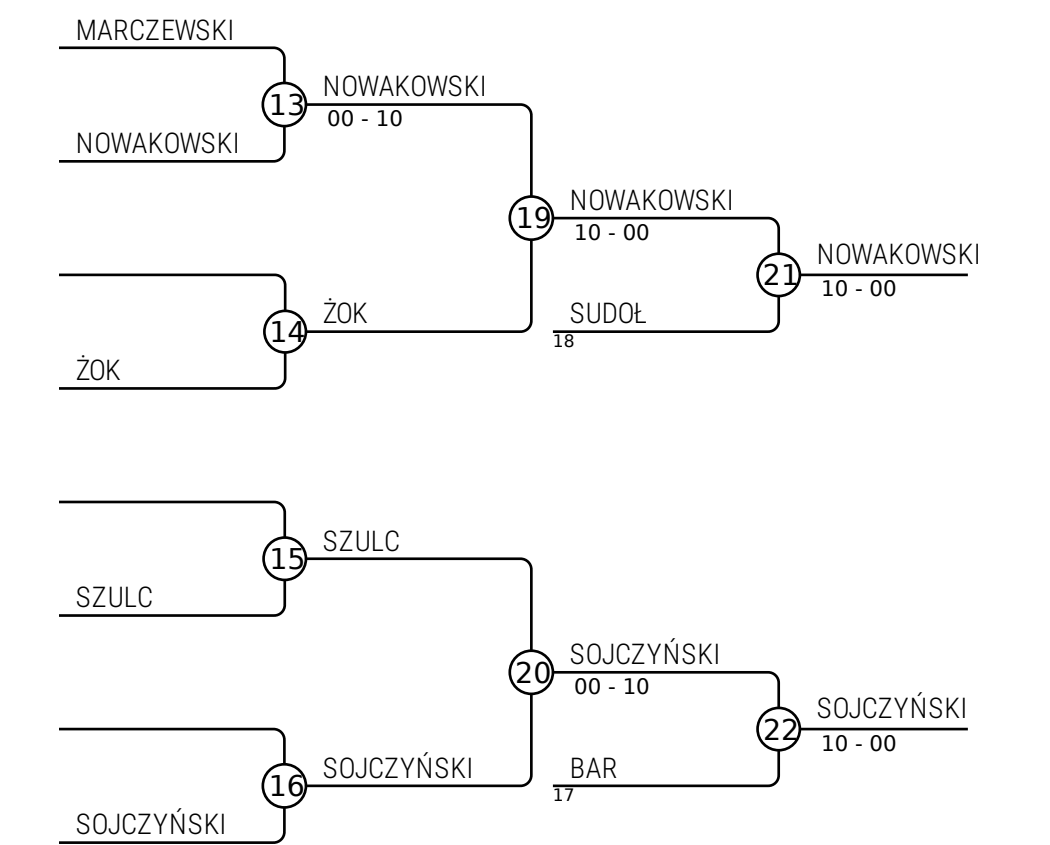 MARCZEWSKI
13
NOWAKOWSKI
00 - 10
NOWAKOWSKI
19
NOWAKOWSKI
10 - 00
21
NOWAKOWSKI
10 - 00
14
ŻOK
SUDOŁ
18
ŻOK
15
SZULC
SZULC
20
SOJCZYŃSKI
00 - 10
22
SOJCZYŃSKI
10 - 00
16
SOJCZYŃSKI
BAR
17
SOJCZYŃSKI